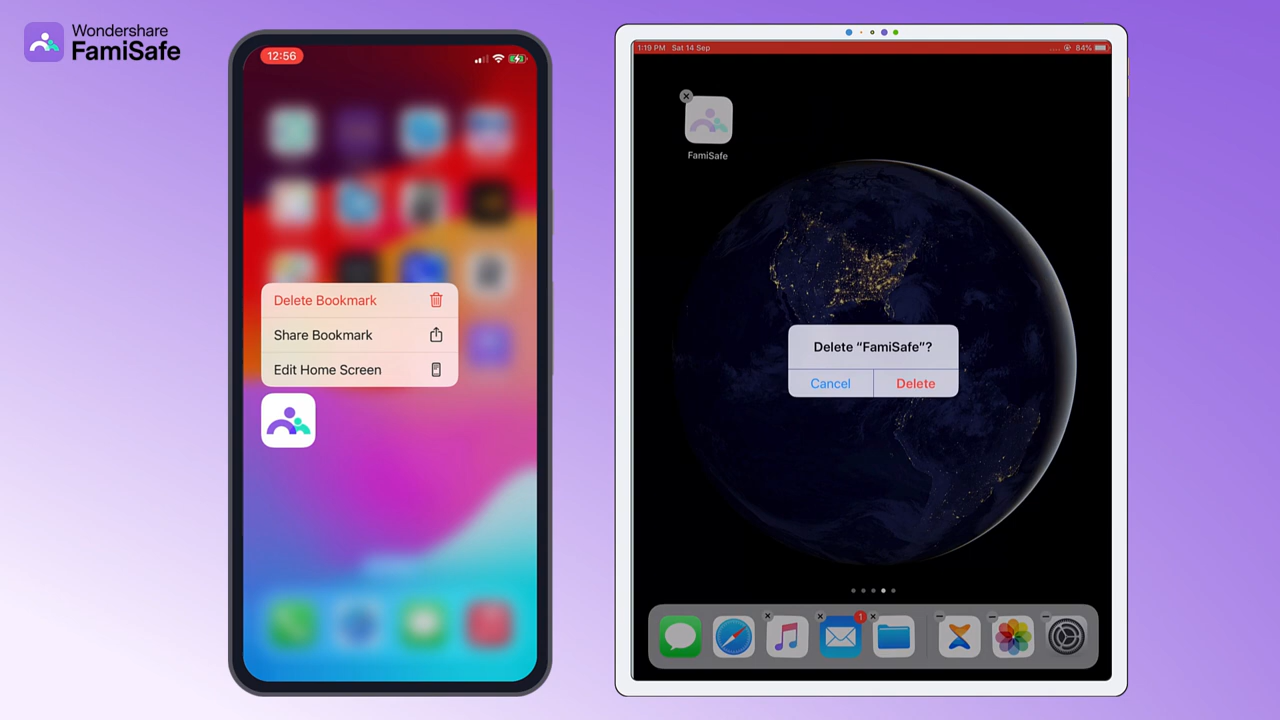 Wondershare
FamiSafe
12:56
Delete Bookmark
Share Bookmark
Edit Home Screen
1:19 PM Sat 14 Sep
84%
FamiSafe
Delete “FamiSafe”?
Cancel
Delete
1